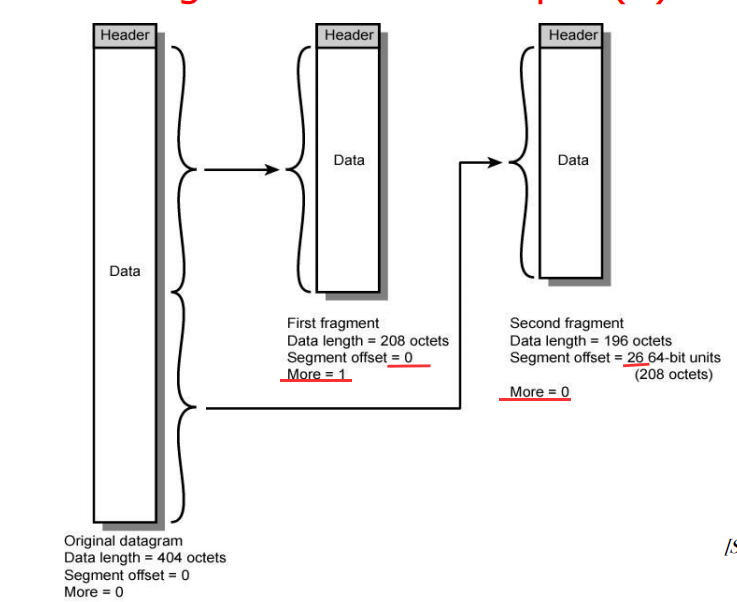 Header
Header
Header
Data
Data
Data
First fragment
Data length = 208 octets
Segment offset = 0
More = 1
Second fragment
Data length = 196 octets
Segment offset = 26 64-bit units
(208 octets)
More = 0
Original datagram
Data length = 404 octets
Segment offset = 0
More = 0